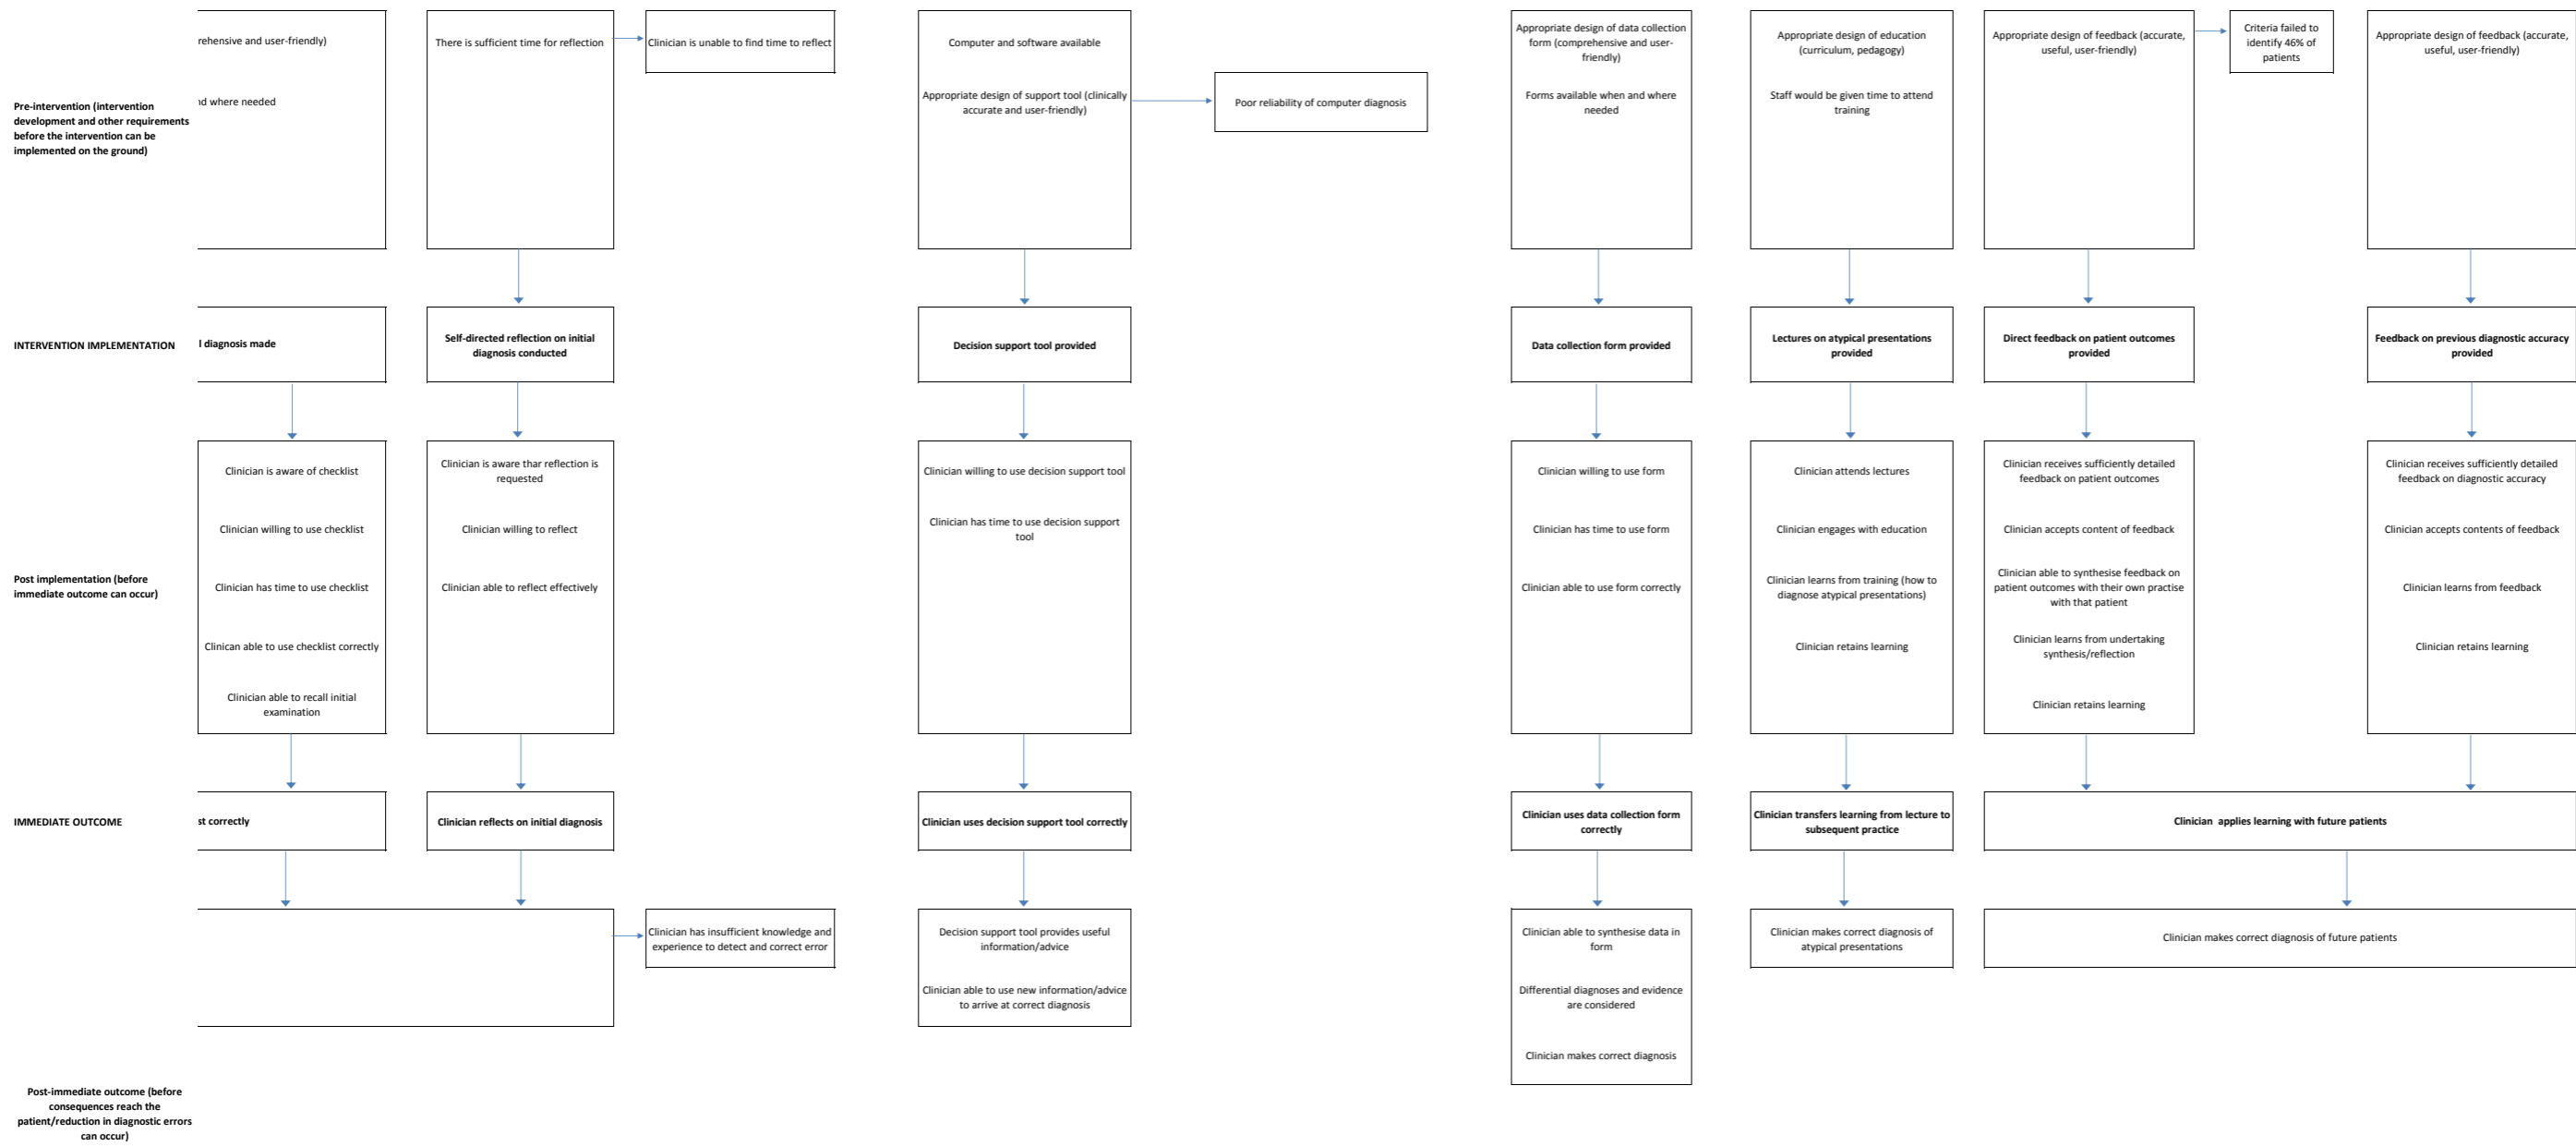 Pre-intervention (intervention
development and other requirements
before the intervention can be
implemented on the ground)
rehensive and user-friendly)
nd where needed
There is sufficient time for reflection
Clinician is unable to find time to reflect
Computer and software available
Appropriate design of support tool (clinically
accurate and user-friendly)
Poor reliability of computer diagnosis
Appropriate design of data collection
form (comprehensive and user-
friendly)
Forms available when and where
needed
Appropriate design of education
(curriculum, pedagogy)
Staff would be given time to attend
training
Appropriate design of feedback (accurate,
useful, user-friendly)
Criteria failed to
identify 46% of
patients
Appropriate design of feedback (accurate,
useful, user-friendly)
INTERVENTION IMPLEMENTATION
l diagnosis made
Self-directed reflection on initial
diagnosis conducted
Decision support tool provided
Data collection form provided
Lectures on atypical presentations
provided
Direct feedback on patient outcomes
provided
Feedback on previous diagnostic accuracy
provided
Post implementation (before
immediate outcome can occur)
Clinician is aware of checklist
Clinician willing to use checklist
Clinician has time to use checklist
Clinican able to use checklist correctly
Clinician able to recall initial
examination
Clinician is aware thar reflection is
requested
Clinician willing to reflect
Clinician able to reflect effectively
Clinician willing to use decision support tool
Clinician has time to use decision support
tool
Clinician willing to use form
Clinician has time to use form
Clinician able to use form correctly
Clinician attends lectures
Clinician engages with education
Clinician learns from training (how to
diagnose atypical presentations)
Clinician retains learning
Clinician receives sufficiently detailed
feedback on patient outcomes
Clinician accepts content of feedback
Clinician able to synthesise feedback on
patient outcomes with their own practise
with that patient
Clinician learns from undertaking
synthesis/reflection
Clinician retains learning
Clinician receives sufficiently detailed
feedback on diagnostic accuracy
Clinician accepts contents of feedback
Clinician learns from feedback
Clinician retains learning
IMMEDIATE OUTCOME
st correctly
Clinician reflects on initial diagnosis
Clinician uses decision support tool correctly
Clinician uses data collection form
correctly
Clinician transfers learning from lecture to
subsequent practice
Clinician applies learning with future patients
Clinician has insufficient knowledge and
experience to detect and correct error
Decision support tool provides useful
information/advice
Clinician able to use new information/advice
to arrive at correct diagnosis
Clinician able to synthesise data in
form
Differential diagnoses and evidence
are considered
Clinician makes correct diagnosis
Clinician makes correct diagnosis of
atypical presentations
Clinician makes correct diagnosis of future patients
Post-immediate outcome (before
consequences reach the
patient/reduction in diagnostic errors
can occur)